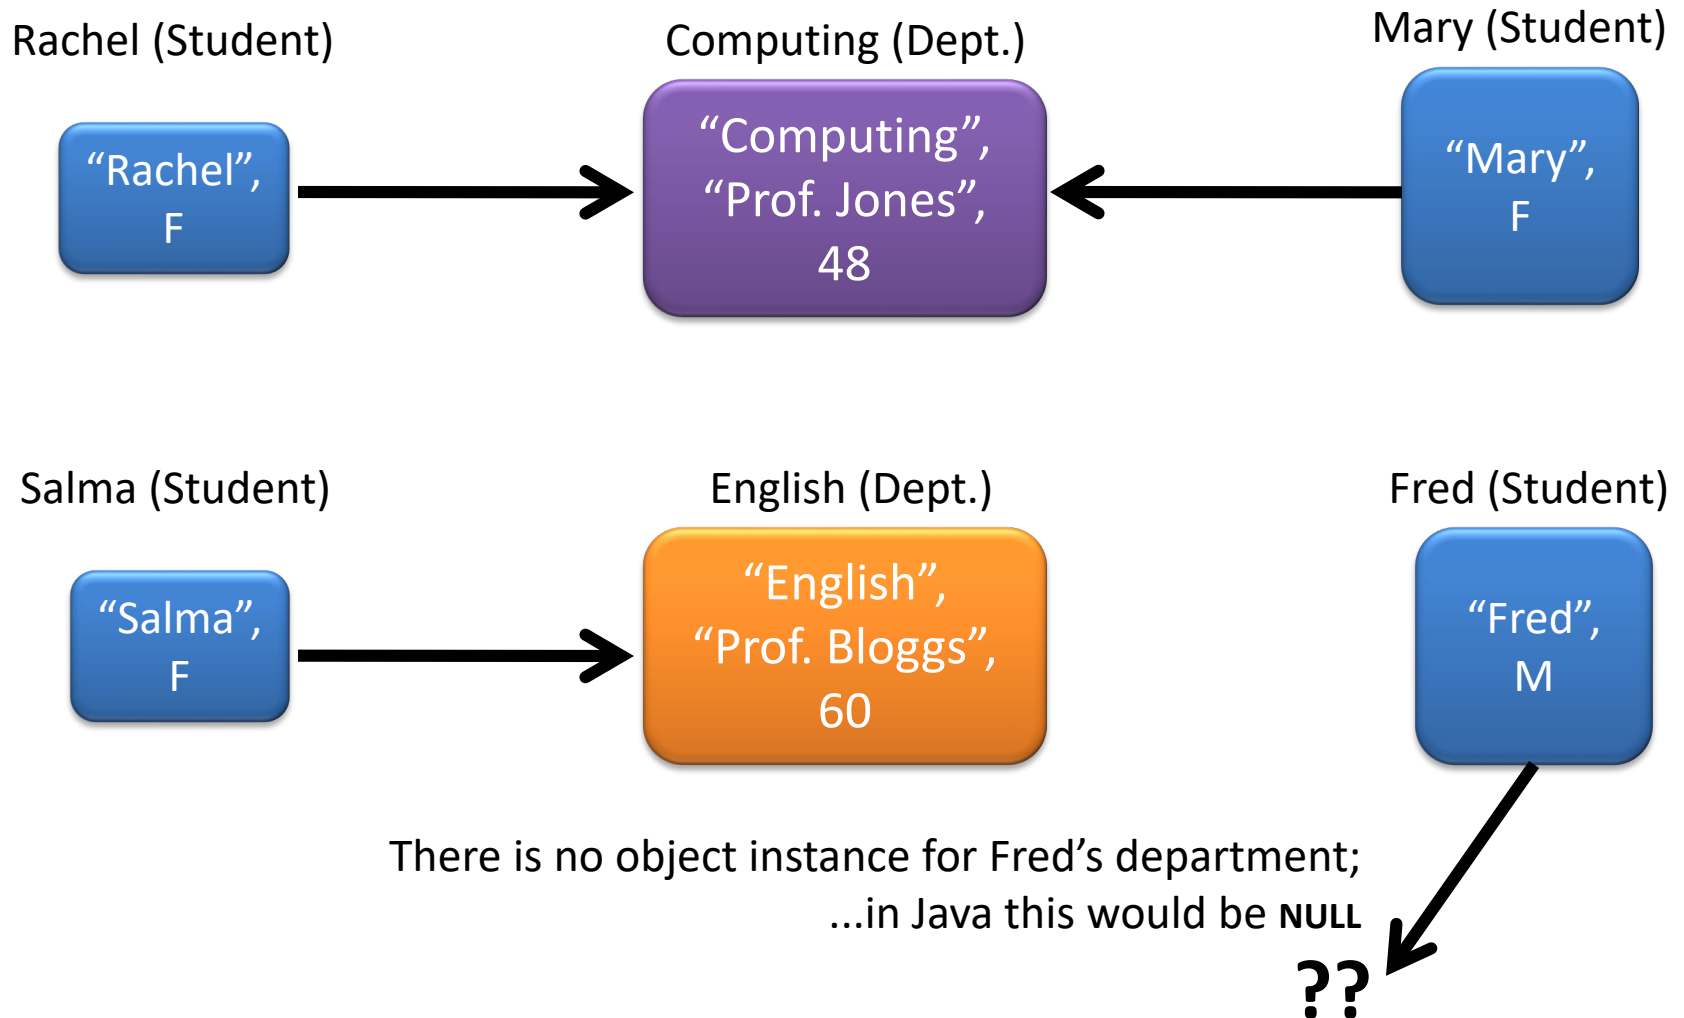 Rachel (Student)
Computing (Dept.)
Mary (Student)
“Rachel”,
F
“Computing”,
“Prof. Jones”,
48
“Mary”,
F
Salma (Student)
English (Dept.)
Fred (Student)
“Salma”,
F
“English”,
“Prof. Bloggs”,
60
“Fred”,
M
There is no object instance for Fred’s department;
...in Java this would be NULL
??